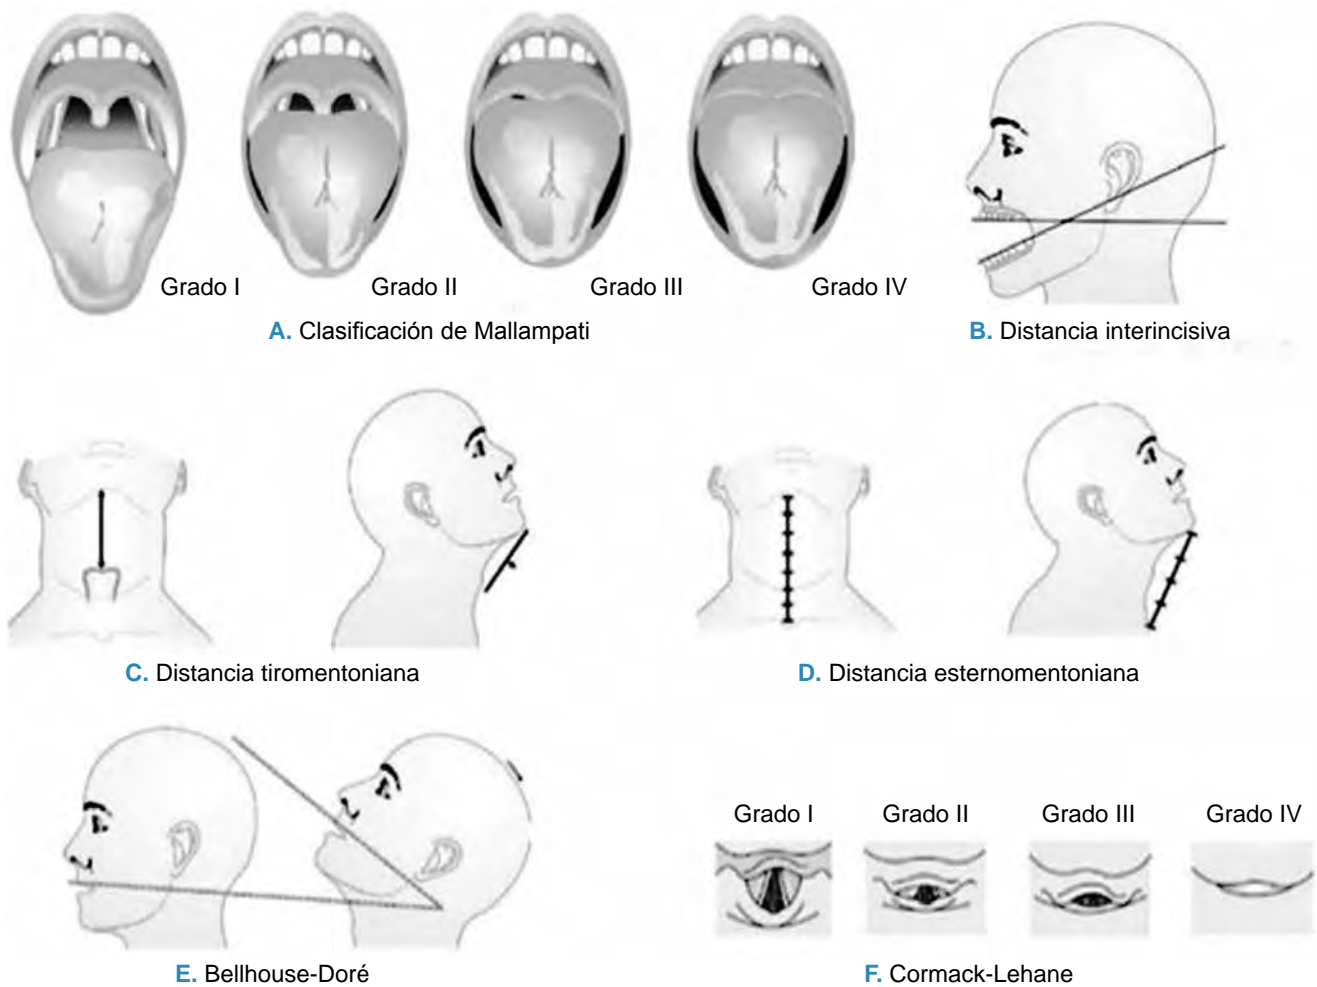 Grado I
Grado II
Grado III
Grado IV
A. Clasificación de Mallampati
B. Distancia interincisiva
C. Distancia tiromentoniana
D. Distancia esternomentoniana
Grado I
Grado II
Grado III
Grado IV
E. Bellhouse-Doré
F. Cormack-Lehane